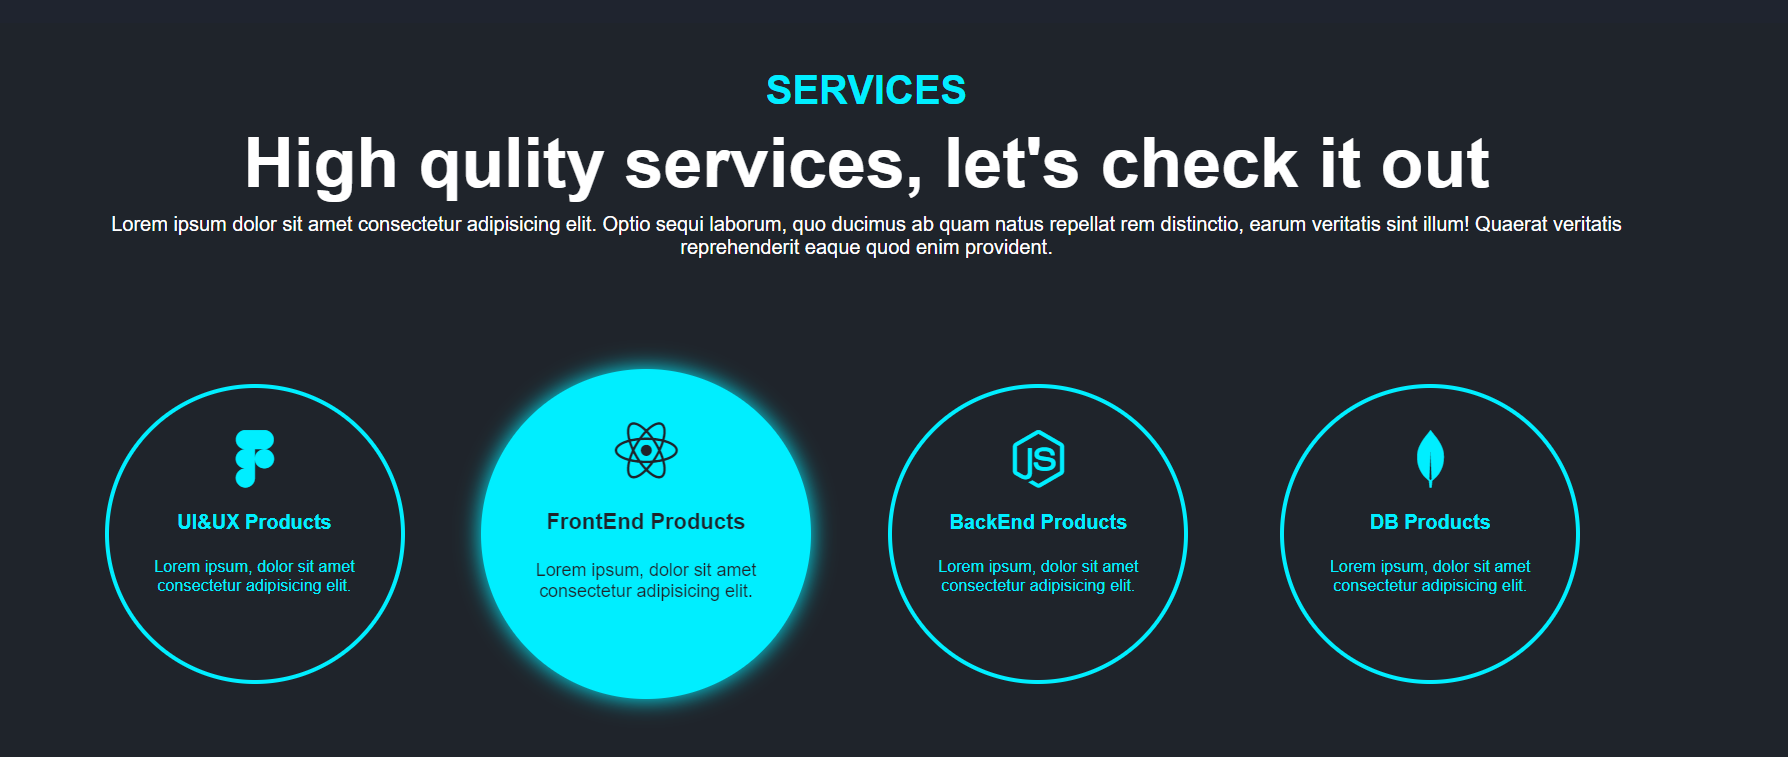 SERVICES
High qulity services, let's check it out
Lorem ipsum dolor sit amet consectetur adipisicing elit. Optio sequi laborum, quo ducimus ab quam natus repellat rem distinctio, earum veritatis sint illum! Quaerat veritatis
reprehenderit eaque quod enim provident.
UI&UX Products
Lorem ipsum, dolor sit amet
consectetur adipisicing elit.
FrontEnd Products
Lorem ipsum, dolor sit amet
consectetur adipisicing elit.
JS
BackEnd Products
Lorem ipsum, dolor sit amet
consectetur adipisicing elit.
DB Products
Lorem ipsum, dolor sit amet
consectetur adipisicing elit.